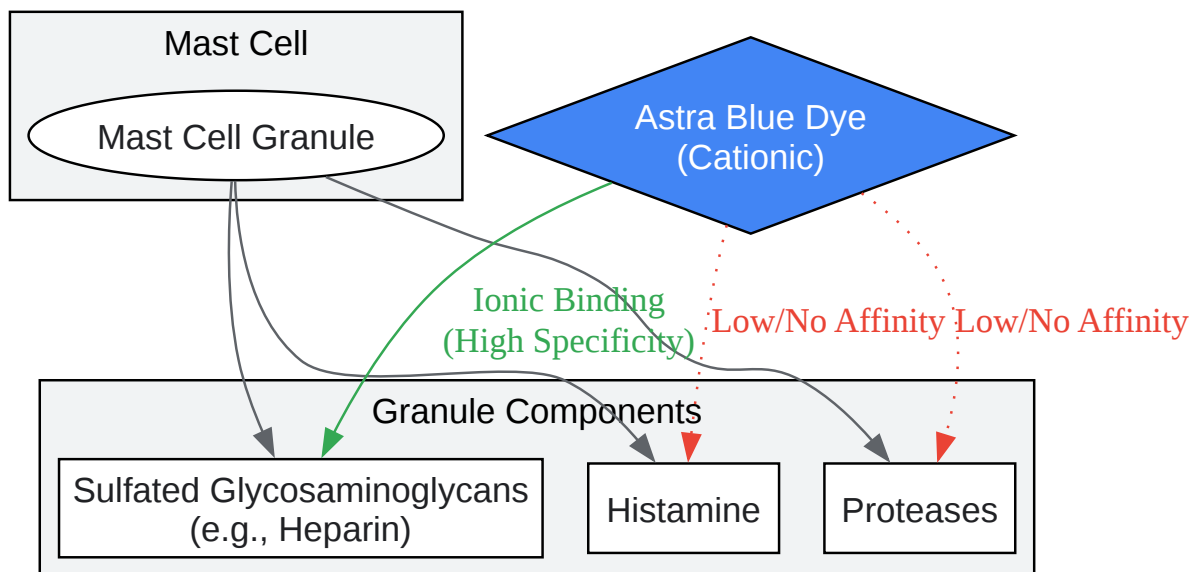 Mast Cell
Mast Cell Granule
Astra Blue Dye
(Cationic)
Ionic Binding
(High Specificity)
Low/No Affinity
Low/No Affinity
Granule Components
Sulfated Glycosaminoglycans
(e.g., Heparin)
Histamine
Proteases